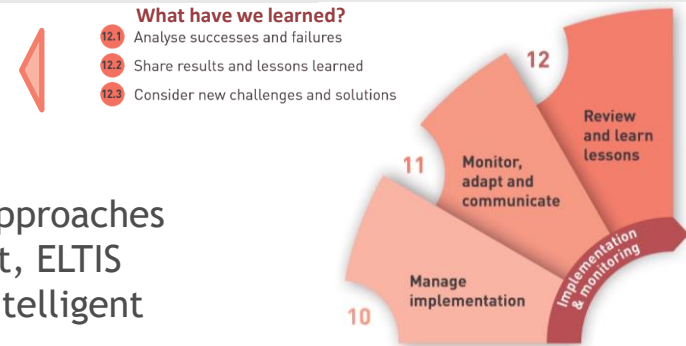 What have we learned?
12.1 Analyse successes and failures
12.2 Share results and lessons learned
12.3 Consider new challenges and solutions
12
Review
and learn
lessons
11
Monitor,
adapt and
communicate
Manage
implementation
10
Implementation
& monitoring
ELTIS